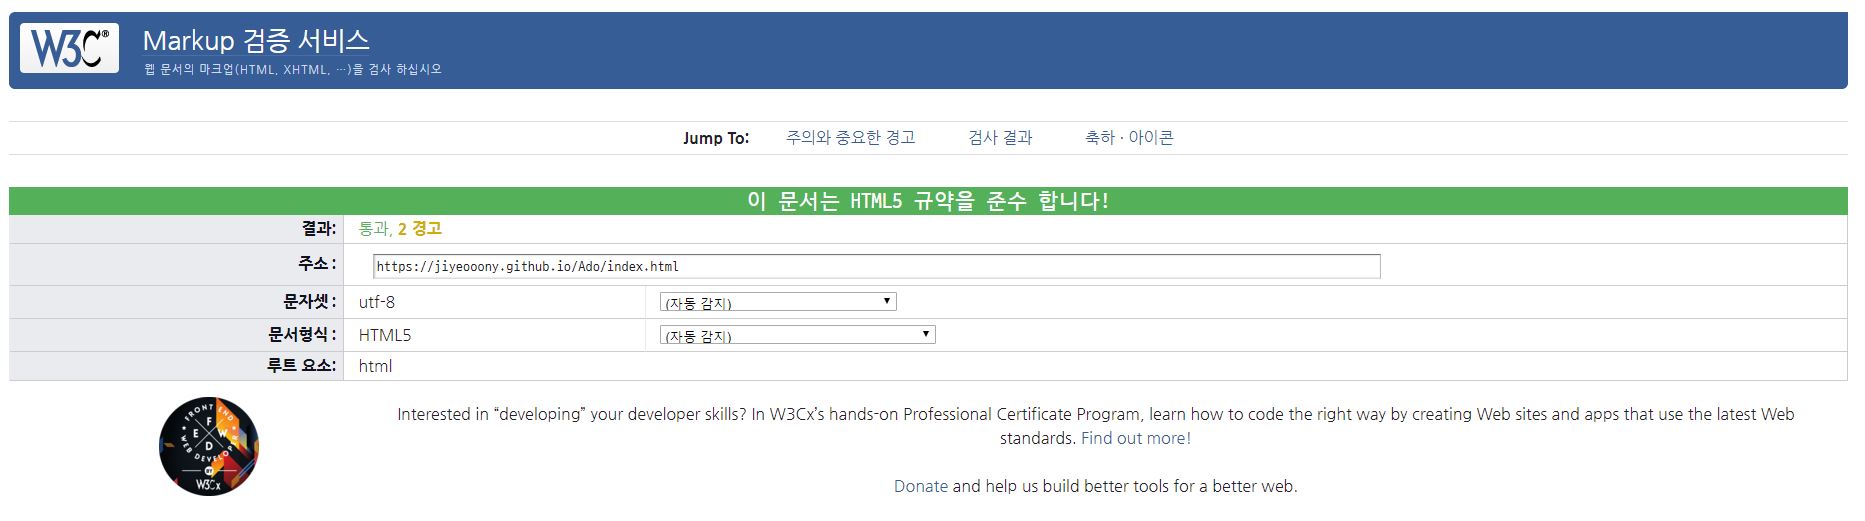 W3C®
Markup 검증 서비스
웹 문서의 마크업(HTML, XHTML, …)을 검사 하십시오
Jump To: 주의와 중요한 경고 검사 결과 축하 · 아이콘
이 문서는 HTML5 규약을 준수 합니다!
결과: 통과, 2 경고
주소 : https://jiyeooony.github.io/Ado/index.html
문자셋 : utf-8 (자동 감지)
문서형식 : HTML5 (자동 감지)
루트 요소: html
FRONT END
WEB DEVELOPER
F
E W
D
W3Cx
Interested in “developing” your developer skills? In W3Cx’s hands-on Professional Certificate Program, learn how to code the right way by creating Web sites and apps that use the latest Web
standards. Find out more!
Donate and help us build better tools for a better web.